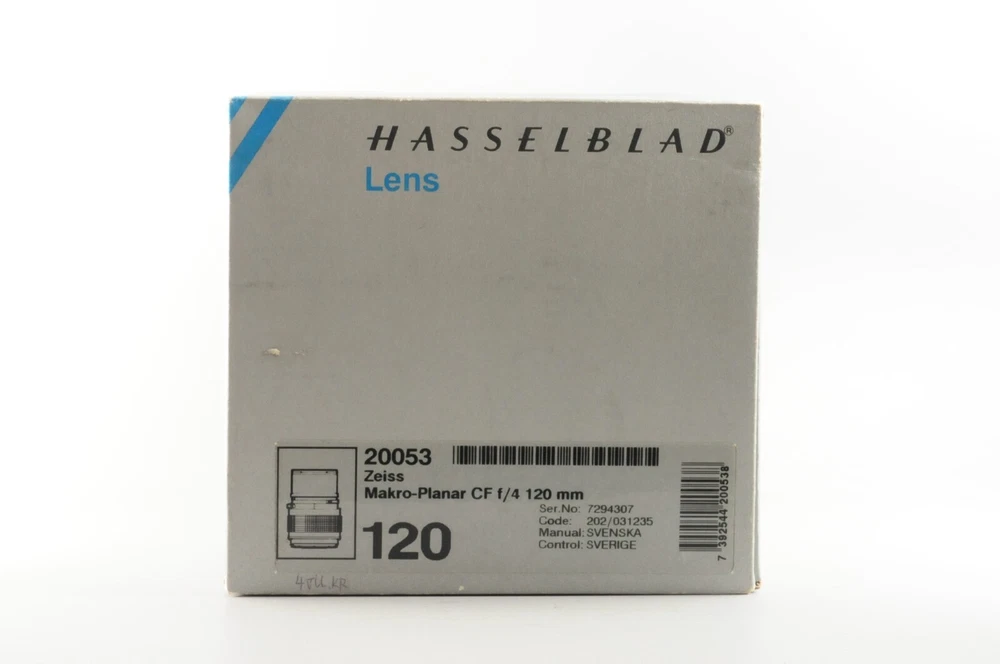 HASSELBLAD®
Lens
20053
Zeiss
Makro-Planar CF f/4 120 mm
Ser.No: 7294307
Code: 202/031235
Manual: SVENSKA
Control: SVERIGE
120
7 392544 200538